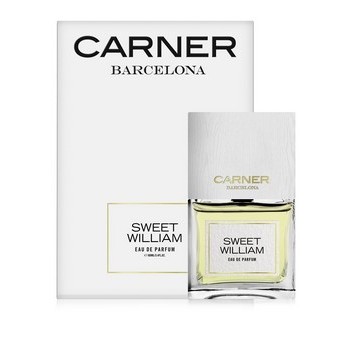 CARNER
BARCELONA
SWEET
WILLIAM
EAU DE PARFUM
CARNER
BARCELONA
SWEET
WILLIAM
EAU DE PARFUM